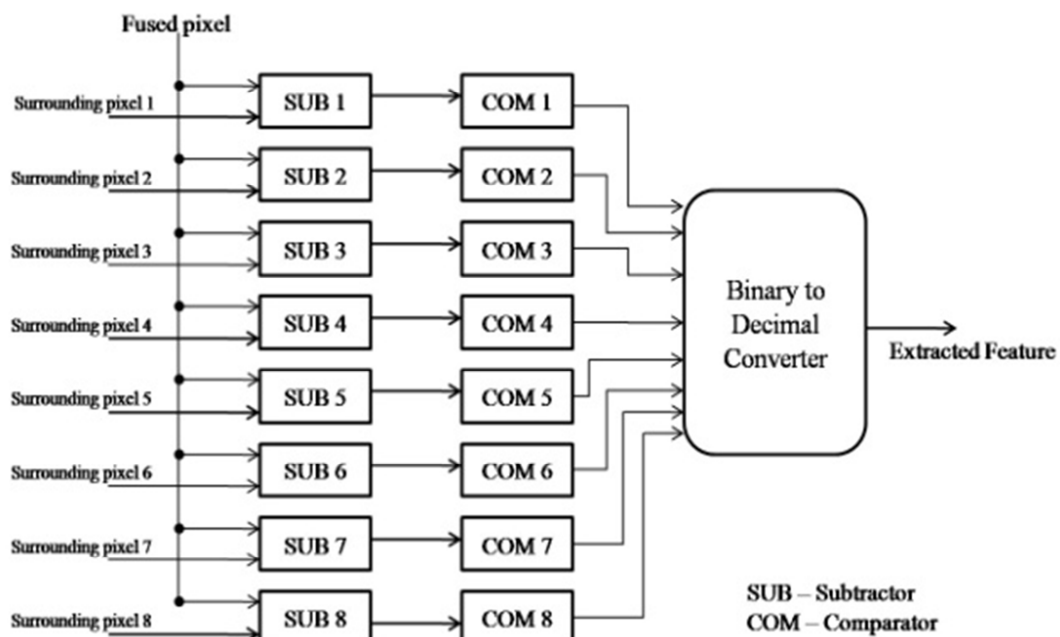 Fused pixel
Surrounding pixel 1
SUB 1
COM 1
Surrounding pixel 2
SUB 2
COM 2
Surrounding pixel 3
SUB 3
COM 3
Surrounding pixel 4
SUB 4
COM 4
Surrounding pixel 5
SUB 5
COM 5
Surrounding pixel 6
SUB 6
COM 6
Surrounding pixel 7
SUB 7
COM 7
Surrounding pixel 8
SUB 8
COM 8
Binary to
Decimal
Converter
Extracted Feature
SUB – Subtractor
COM – Comparator